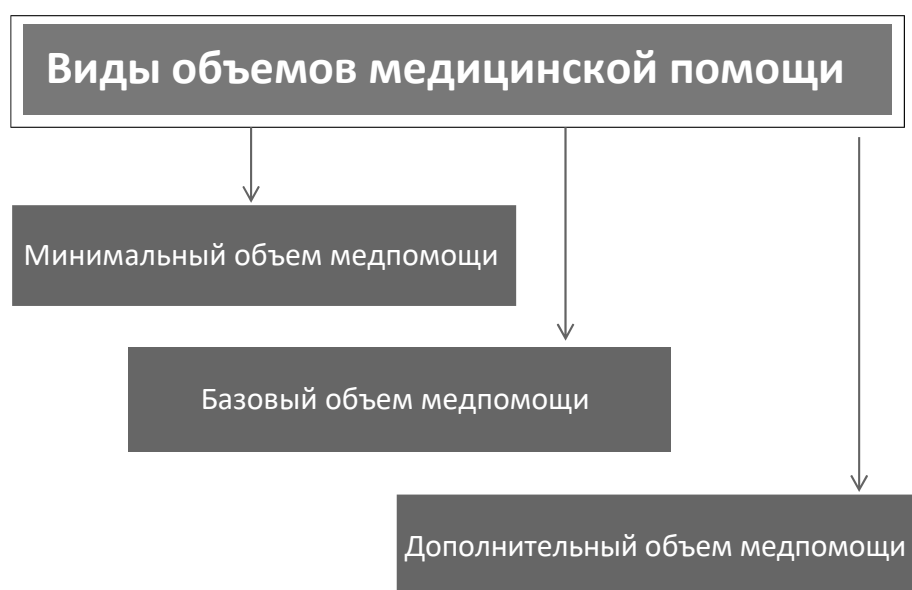 Виды объемов медицинской помощи
Минимальный объем медпомощи
Базовый объем медпомощи
Дополнительный объем медпомощи